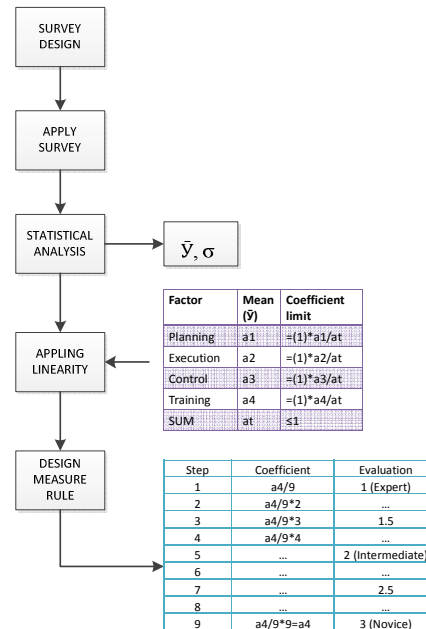 SURVEY
DESIGN
APPLY
SURVEY
STATISTICAL
ANALYSIS
ȳ, σ
Factor Mean Coefficient
(ȳ) limit
Planning a1 =(1)*a1/at
Execution a2 =(1)*a2/at
Control a3 =(1)*a3/at
Training a4 =(1)*a4/at
SUM at ≤1
APPLING
LINEARITY
DESIGN
MEASURE
RULE
Step Coefficient Evaluation
1 a4/9 1 (Expert)
2 a4/9*2 ...
3 a4/9*3 1.5
4 a4/9*4 ...
5 ... 2 (Intermediate)
6 ... ...
7 ... 2.5
8 ... ...
9 a4/9*9=a4 3 (Novice)